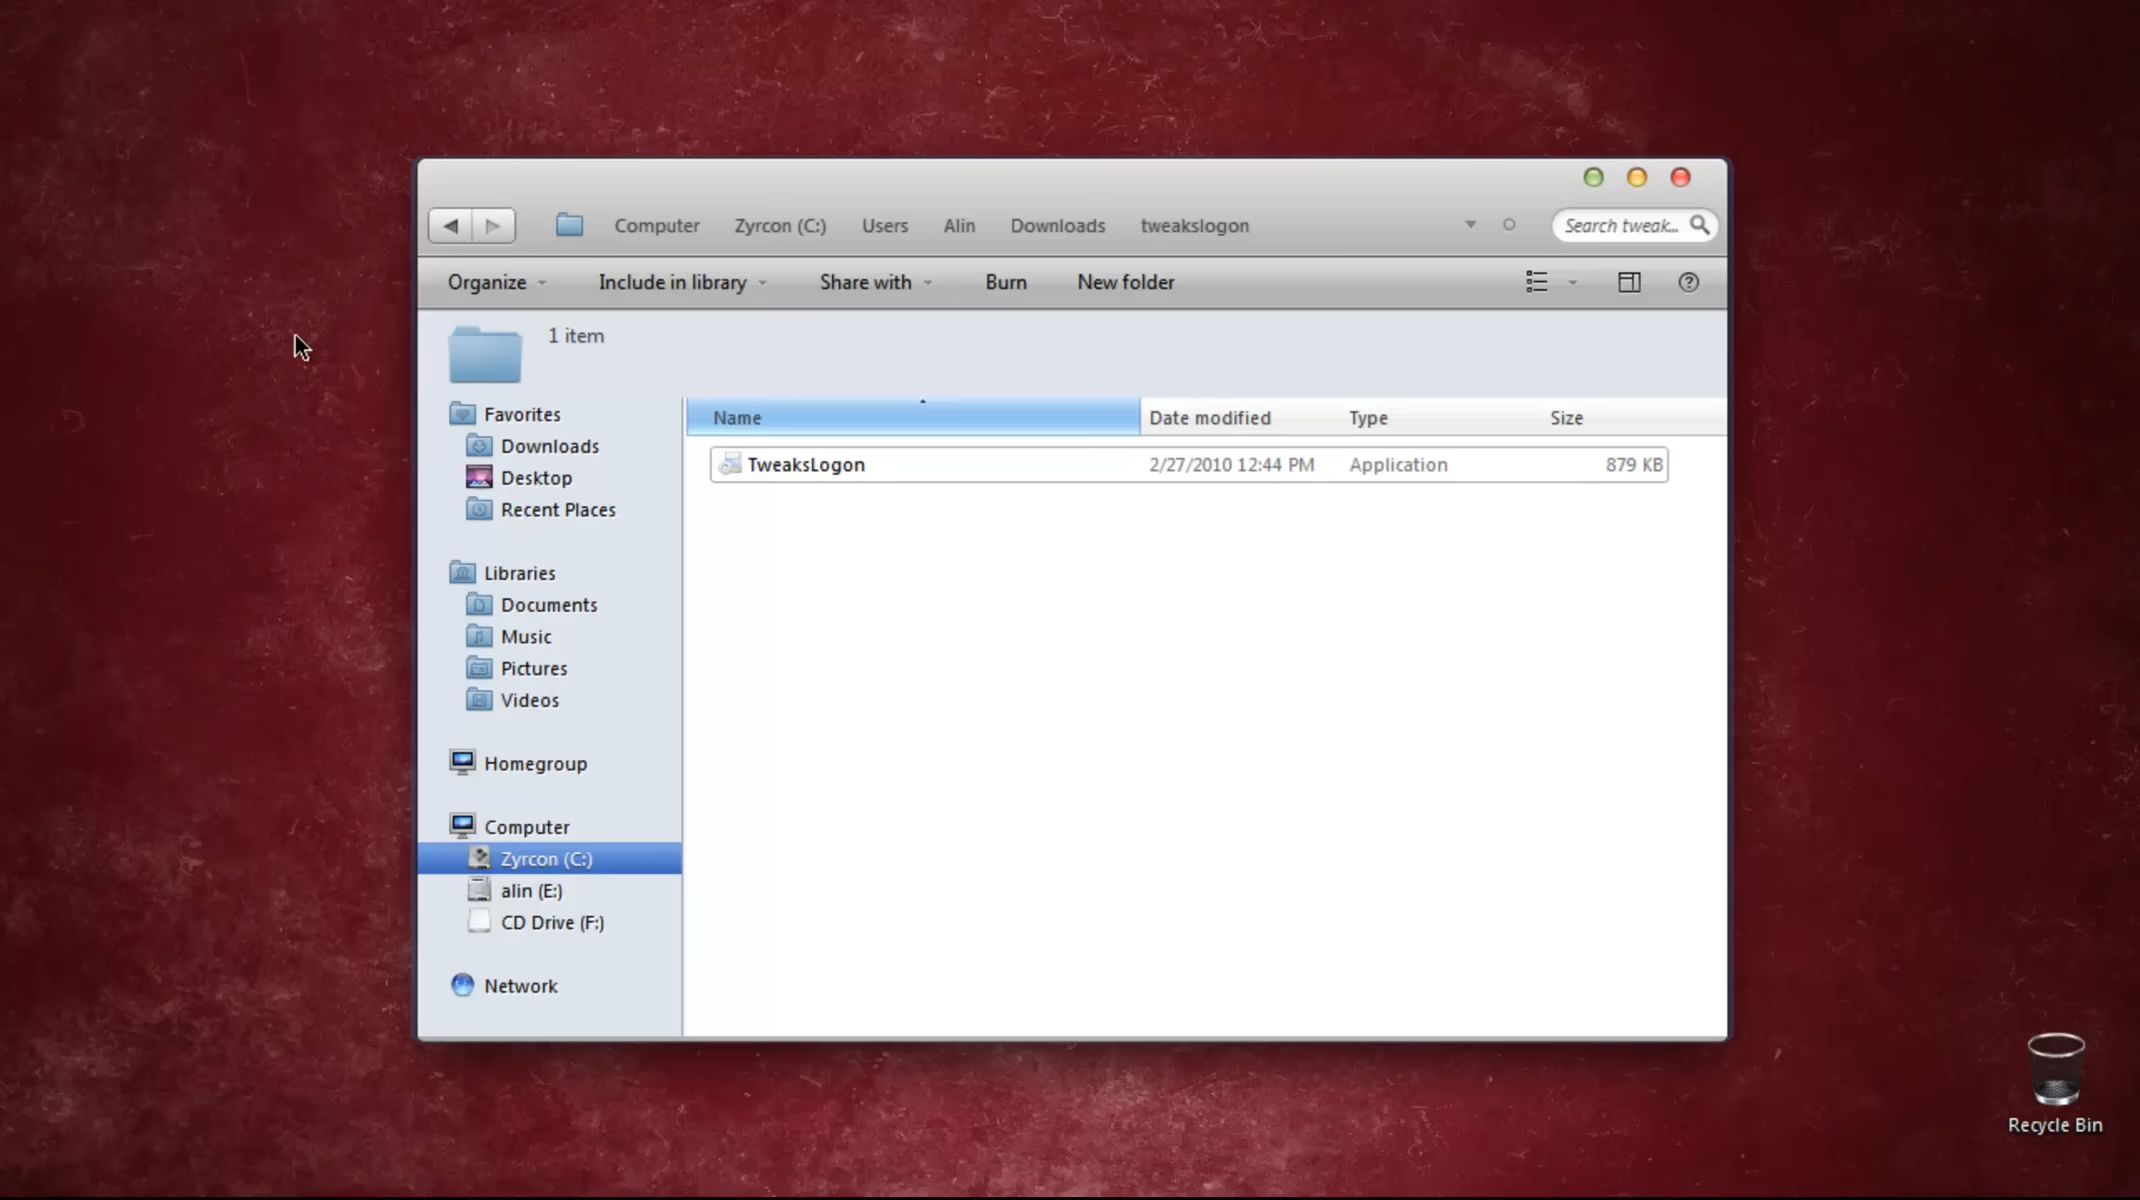 Computer Zyrcon (C:) Users Alin Downloads tweakslogon Search tweak...
Organize Include in library Share with Burn New folder
1 item
Favorites
Downloads
Desktop
Recent Places
Libraries
Documents
Music
Pictures
Videos
Homegroup
Computer
Zyrcon (C:)
alin (E:)
CD Drive (F:)
Network
Name Date modified Type Size
TweaksLogon 2/27/2010 12:44 PM Application 879 KB
Recycle Bin